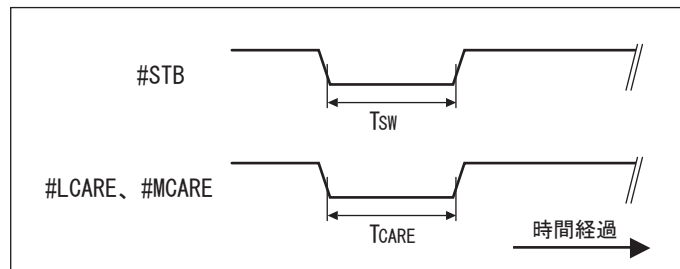 #STB
TSW
#LCARE、#MCARE
TCARE
時間経過